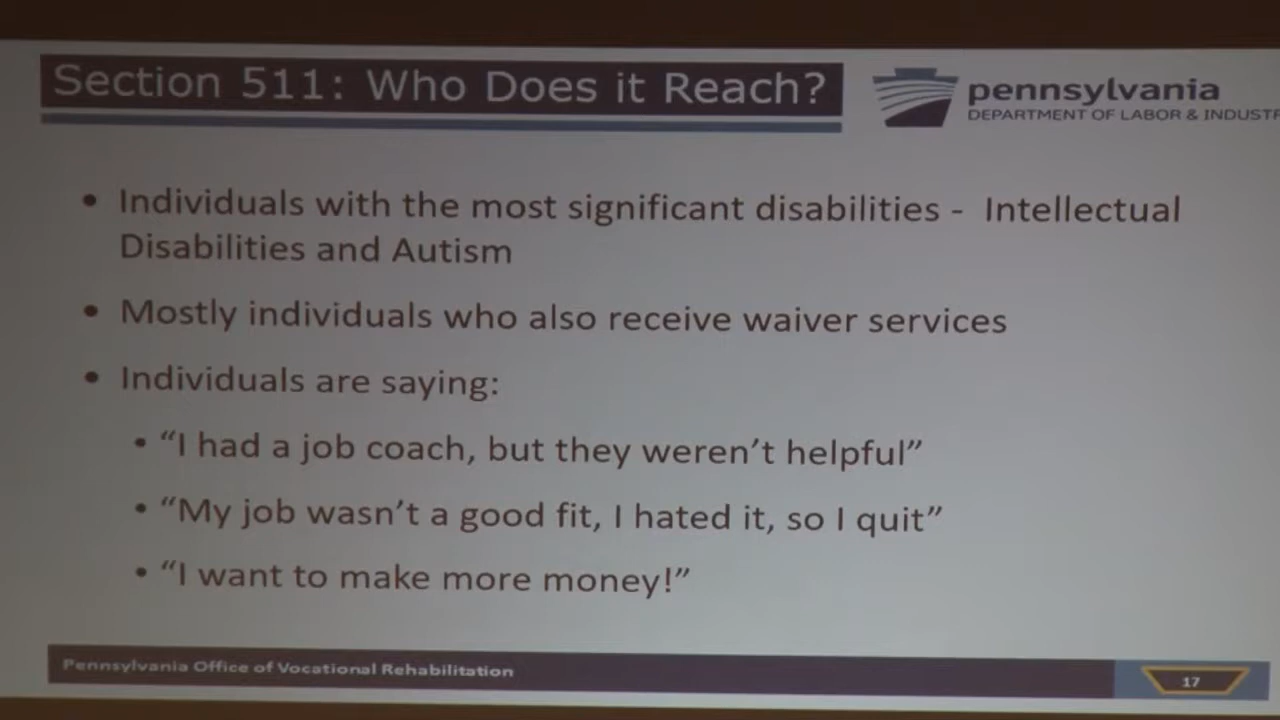 Section 511: Who Does it Reach?
pennsylvania
DEPARTMENT OF LABOR & INDUST
• Individuals with the most significant disabilities - Intellectual
Disabilities and Autism
• Mostly individuals who also receive waiver services
• Individuals are saying:
• “I had a job coach, but they weren’t helpful”
• “My job wasn’t a good fit, I hated it, so I quit”
• “I want to make more money!”
Pennsylvania Office of Vocational Rehabilitation
17